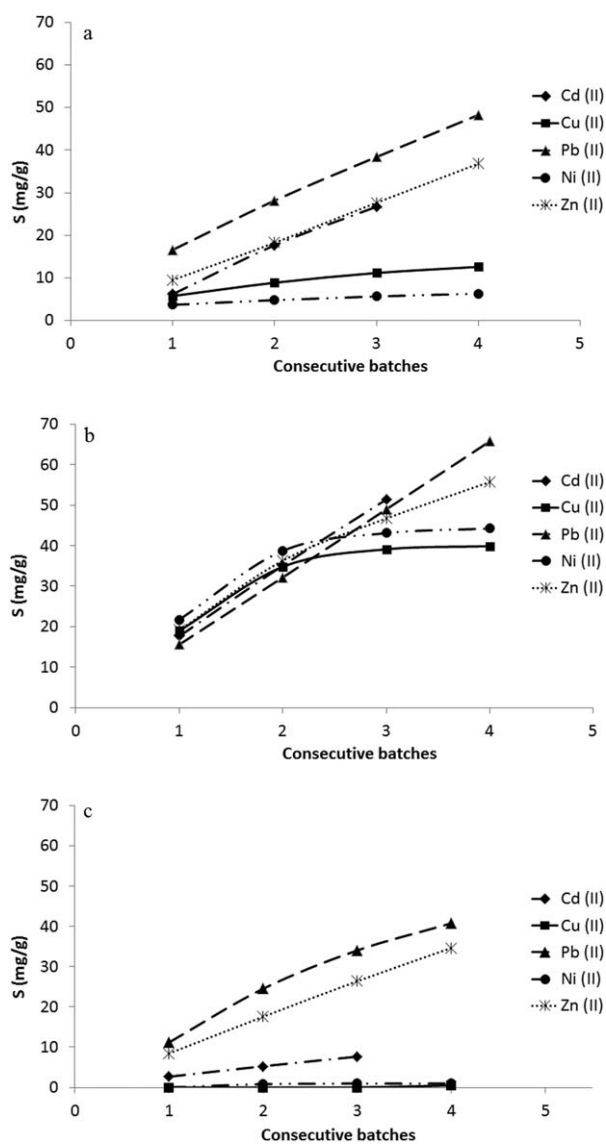 a
70
60
50
40
30
20
10
0
S (mg/g)
0 1 2 3 4 5
Consecutive batches
Cd (II)
Cu (II)
Pb (II)
Ni (II)
Zn (II)
b
70
60
50
40
30
20
10
0
S (mg/g)
0 1 2 3 4 5
Consecutive batches
Cd (II)
Cu (II)
Pb (II)
Ni (II)
Zn (II)
c
70
60
50
40
30
20
10
0
S (mg/g)
0 1 2 3 4 5
Consecutive batches
Cd (II)
Cu (II)
Pb (II)
Ni (II)
Zn (II)